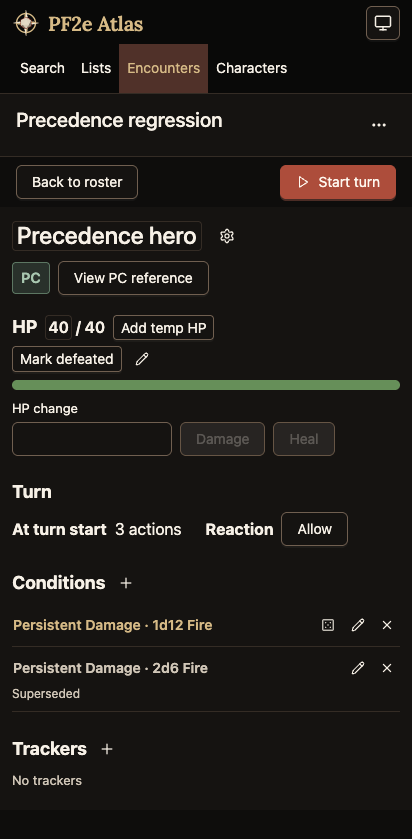 PF2e Atlas
Search Lists Encounters Characters
Precedence regression
Back to roster Start turn
Precedence hero
PC View PC reference
HP 40 / 40 Add temp HP
Mark defeated
HP change
Damage Heal
Turn
At turn start 3 actions Reaction Allow
Conditions
Persistent Damage · 1d12 Fire
Persistent Damage · 2d6 Fire
Superseded
Trackers
No trackers